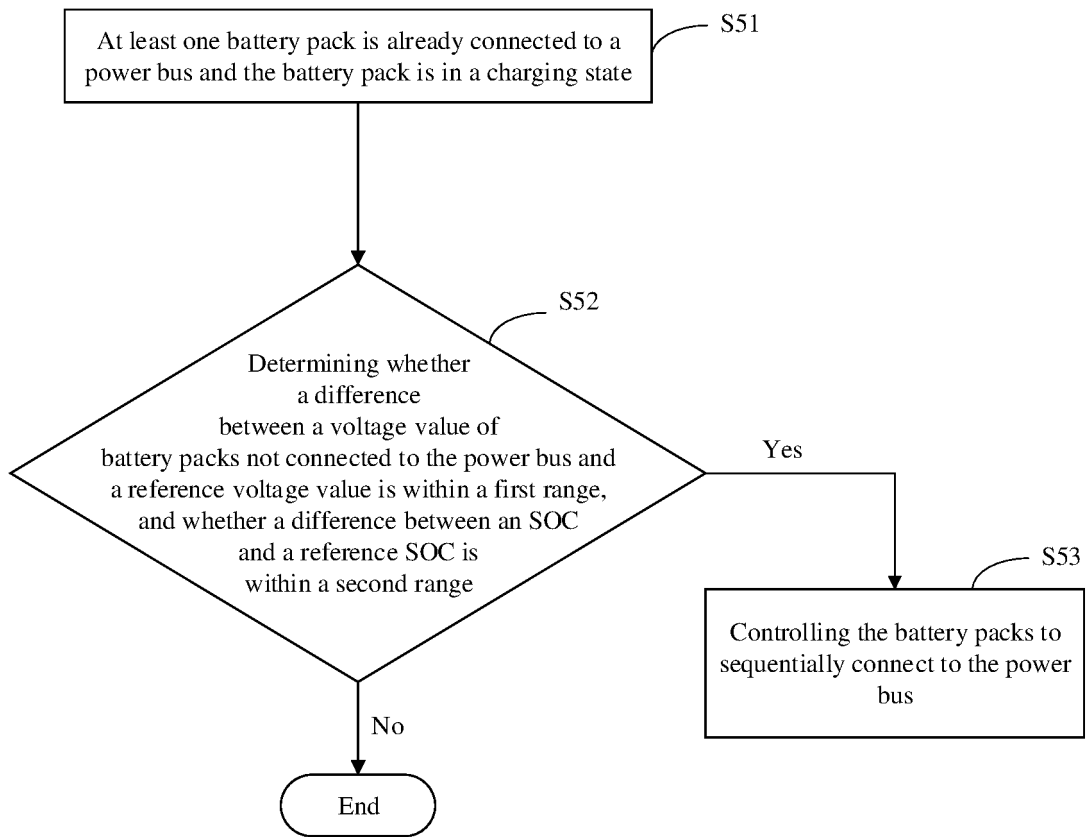 At least one battery pack is already connected to a
power bus and the battery pack is in a charging state
S51
S52
Determining whether
a difference
between a voltage value of
battery packs not connected to the power bus and
a reference voltage value is within a first range,
and whether a difference between an SOC
and a reference SOC is
within a second range
Yes
S53
Controlling the battery packs to
sequentially connect to the power
bus
No
End